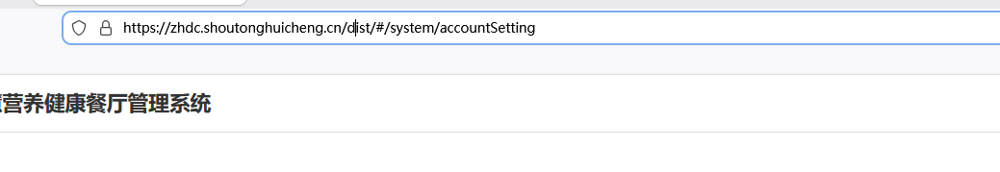 https://zhdc.shoutonghuicheng.cn/dist/#/system/accountSetting
营养健康餐厅管理系统